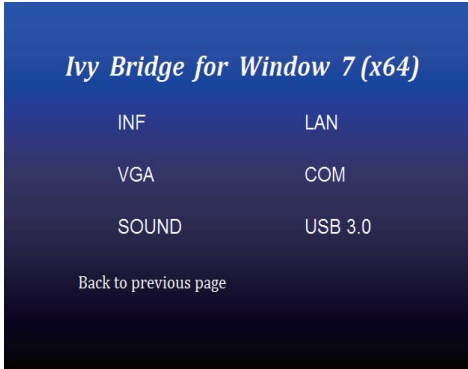 Ivy Bridge for Window 7 (x64)
INF LAN
VGA COM
SOUND USB 3.0
Back to previous page